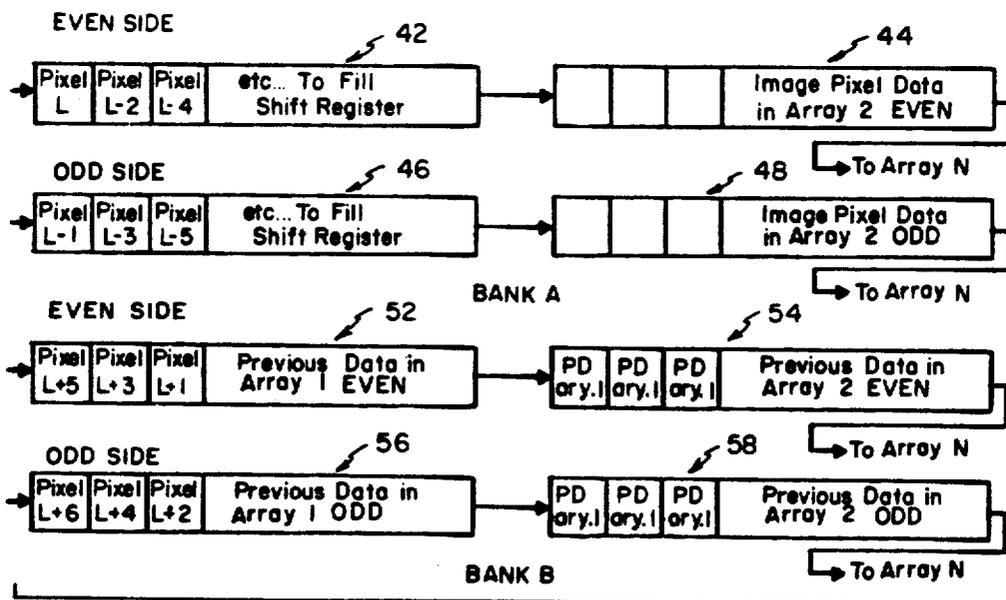 EVEN SIDE
42
44
Pixel L
Pixel L-2
Pixel L-4
etc... To Fill
Shift Register
Image Pixel Data
in Array 2 EVEN
To Array N
ODD SIDE
46
48
Pixel L-1
Pixel L-3
Pixel L-5
etc... To Fill
Shift Register
Image Pixel Data
in Array 2 ODD
To Array N
BANK A
EVEN SIDE
52
54
Pixel L+5
Pixel L+3
Pixel L+1
Previous Data in
Array 1 EVEN
PD ary.1
PD ary.1
PD ary.1
Previous Data in
Array 2 EVEN
To Array N
ODD SIDE
56
58
Pixel L+6
Pixel L+4
Pixel L+2
Previous Data in
Array 1 ODD
PD ary.1
PD ary.1
PD ary.1
Previous Data in
Array 2 ODD
To Array N
BANK B